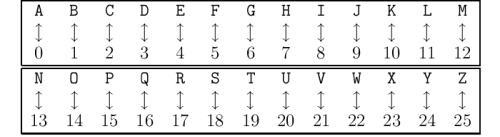 A B C D E F G H I J K L M
↕ ↕ ↕ ↕ ↕ ↕ ↕ ↕ ↕ ↕ ↕ ↕ ↕
0 1 2 3 4 5 6 7 8 9 10 11 12
N O P Q R S T U V W X Y Z
↕ ↕ ↕ ↕ ↕ ↕ ↕ ↕ ↕ ↕ ↕ ↕ ↕
13 14 15 16 17 18 19 20 21 22 23 24 25